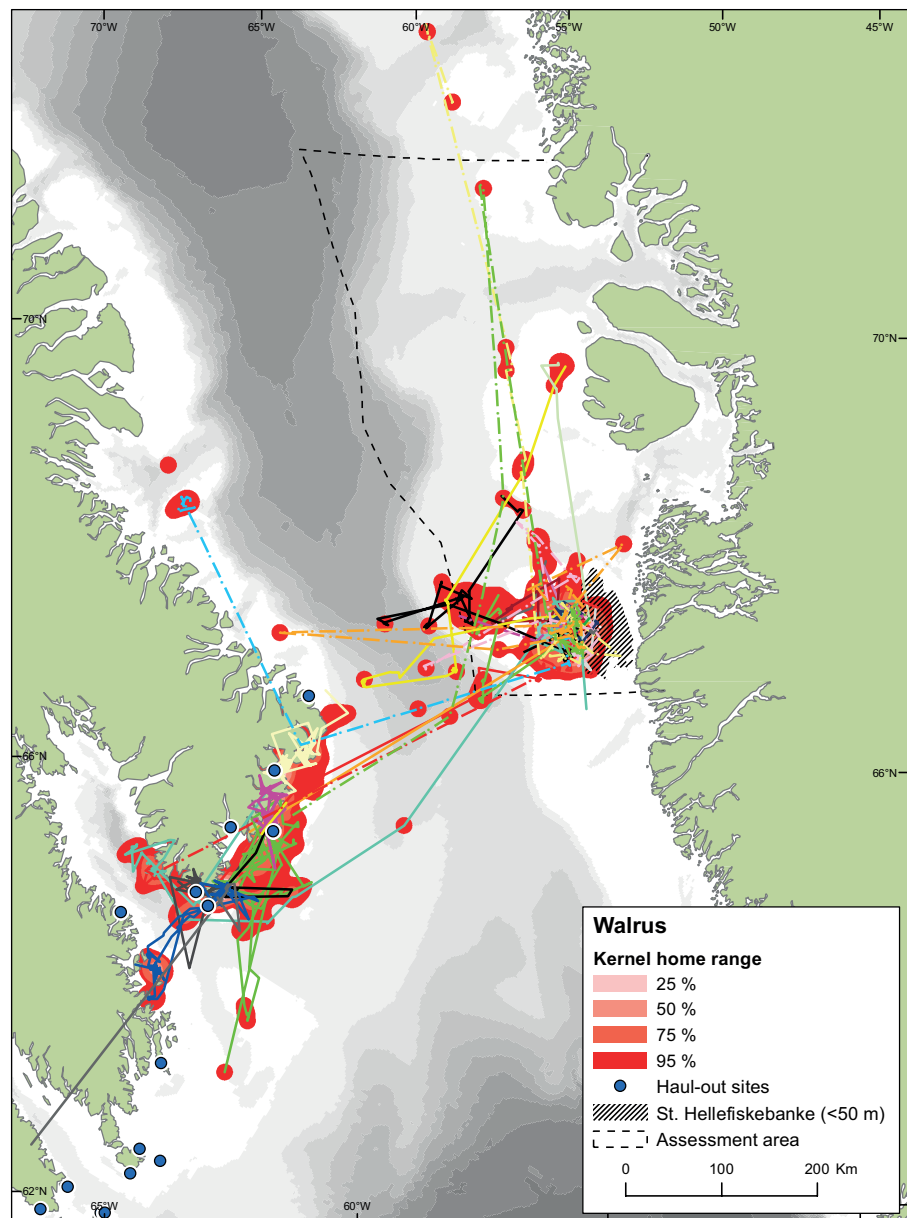 70°W 65°W 60°W 55°W 50°W 45°W
70°N 70°N
66°N 66°N
62°N 65°W 60°W
Walrus
Kernel home range
25 %
50 %
75 %
95 %
Haul-out sites
St. Hellefiskebanke (<50 m)
Assessment area
0 100 200 Km